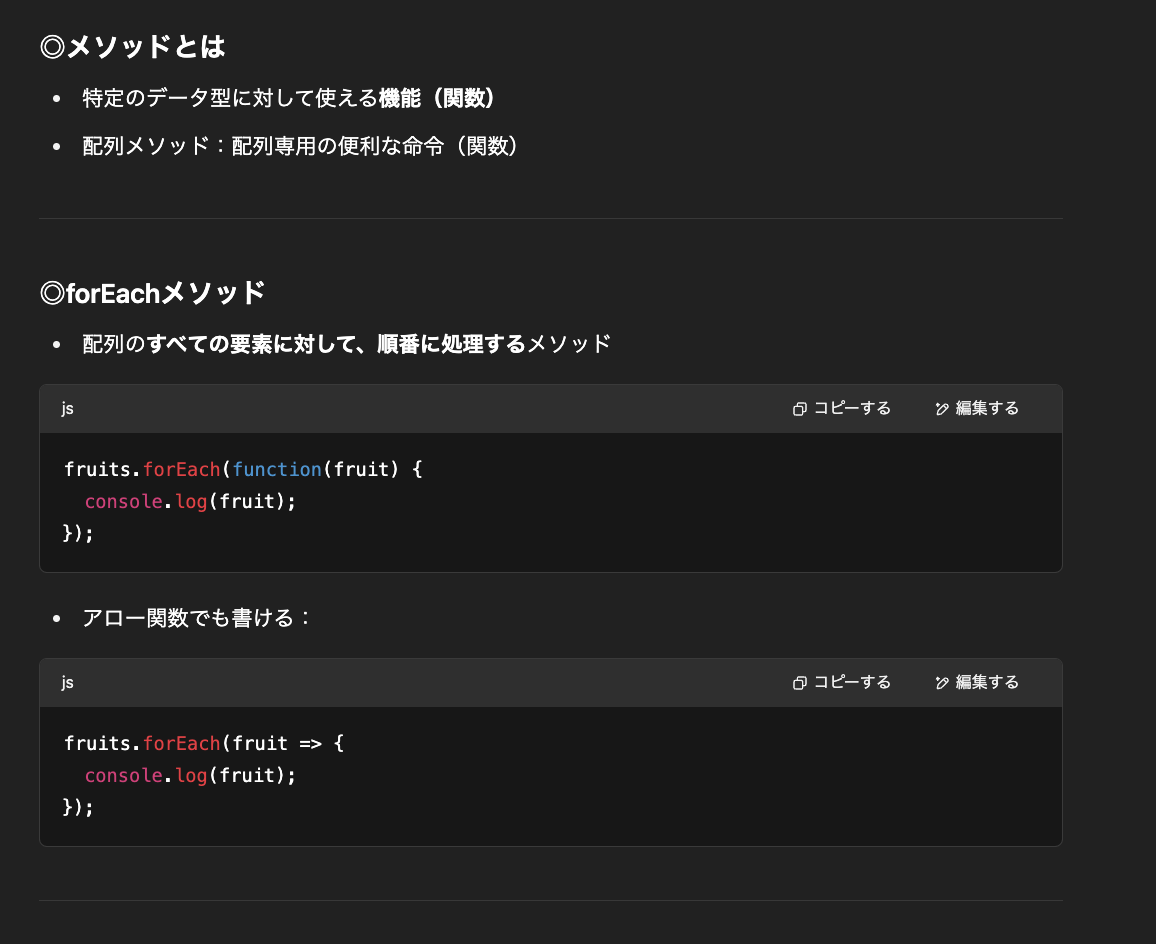 ◎メソッドとは
• 特定のデータ型に対して使える機能（関数）
• 配列メソッド：配列専用の便利な命令（関数）
◎forEachメソッド
• 配列のすべての要素に対して、順番に処理するメソッド
js コピーする 編集する
fruits.forEach(function(fruit) {
  console.log(fruit);
});
• アロー関数でも書ける：
js コピーする 編集する
fruits.forEach(fruit => {
  console.log(fruit);
});